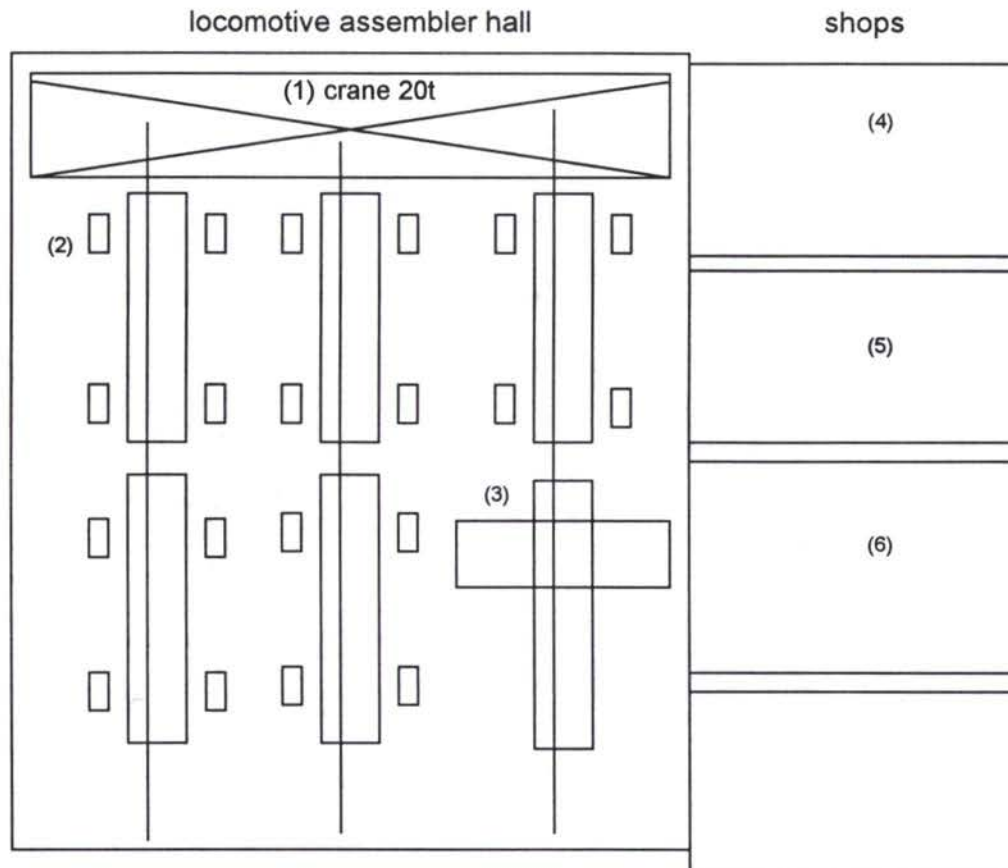 locomotive assembler hall
shops
(1) crane 20t
(4)
(2)
(5)
(3)
(6)